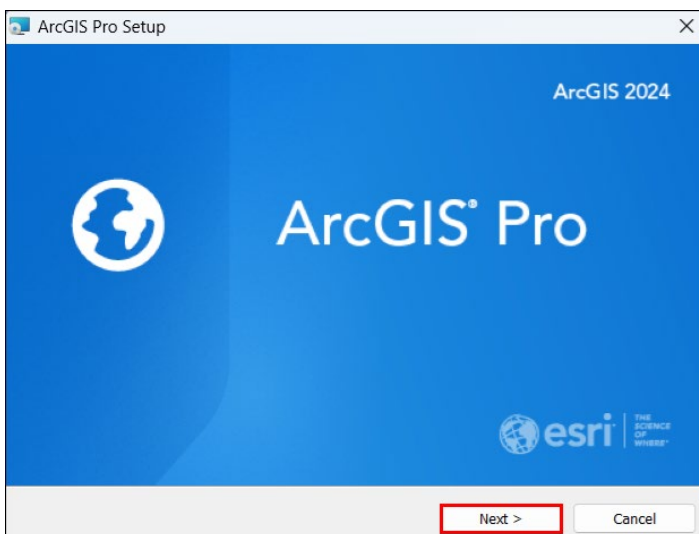 ArcGIS Pro Setup
ArcGIS 2024
ArcGIS® Pro
esri THE
SCIENCE
OF
WHERE®
Next >
Cancel